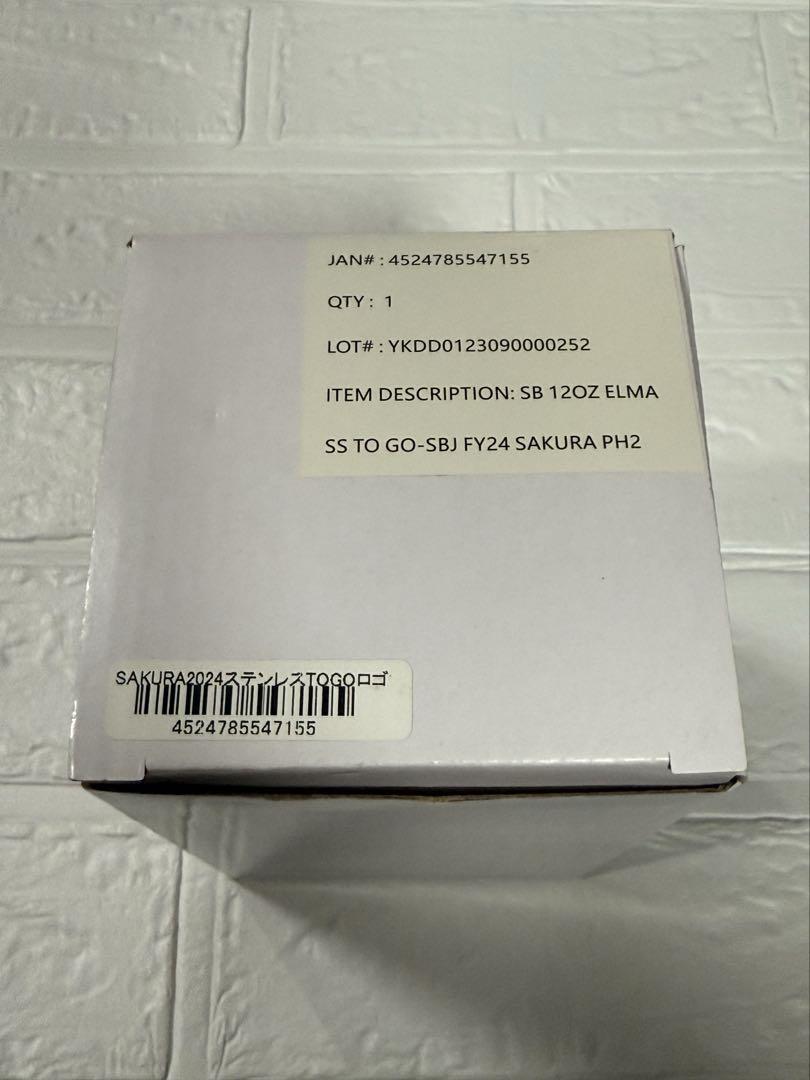 JAN# : 4524785547155
QTY : 1
LOT# : YKDD0123090000252
ITEM DESCRIPTION: SB 12OZ ELMA
SS TO GO-SBJ FY24 SAKURA PH2
SAKURA2024ステンレスTOGOロゴ
4524785547155